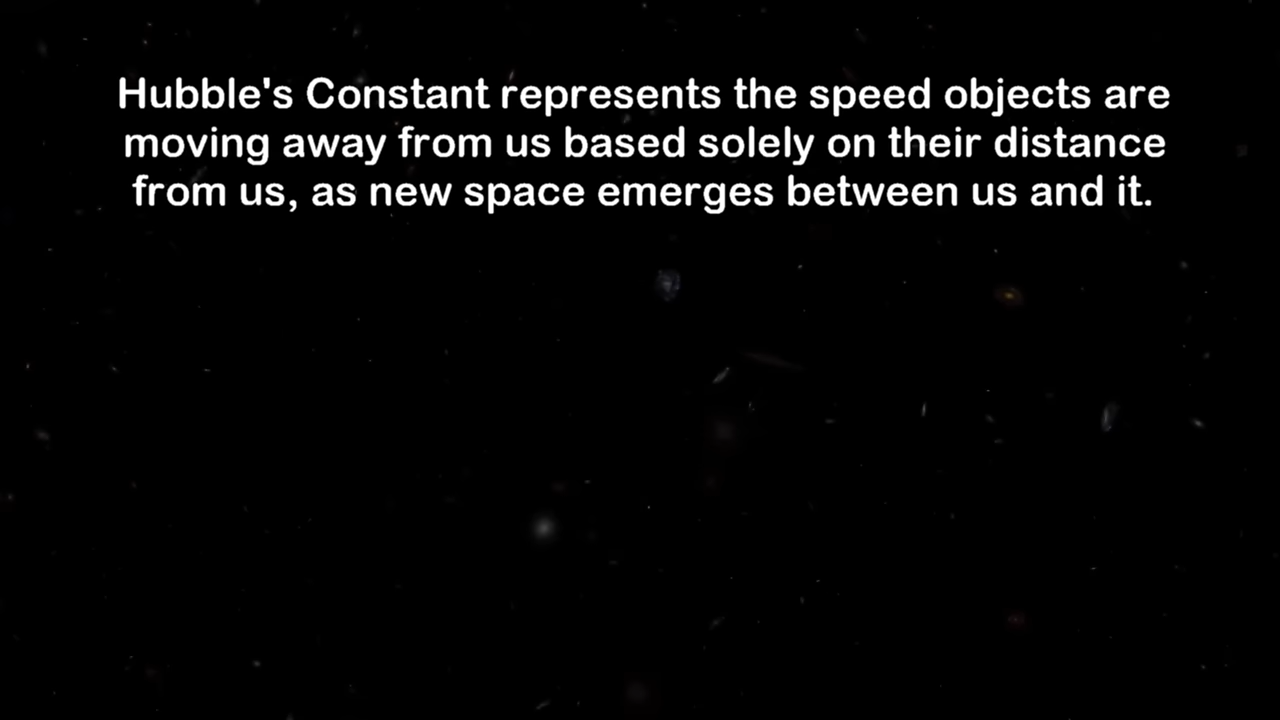 Hubble's Constant represents the speed objects are
moving away from us based solely on their distance
from us, as new space emerges between us and it.